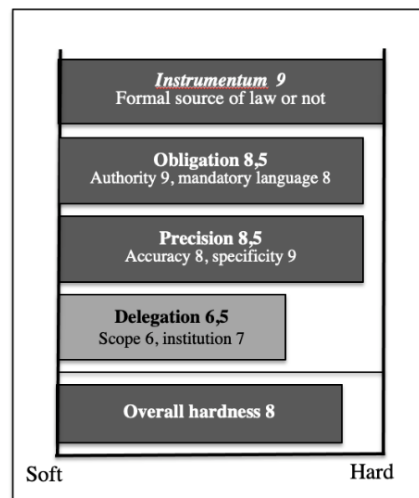 Instrumentum 9
Formal source of law or not
Obligation 8,5
Authority 9, mandatory language 8
Precision 8,5
Accuracy 8, specificity 9
Delegation 6,5
Scope 6, institution 7
Overall hardness 8
Soft
Hard